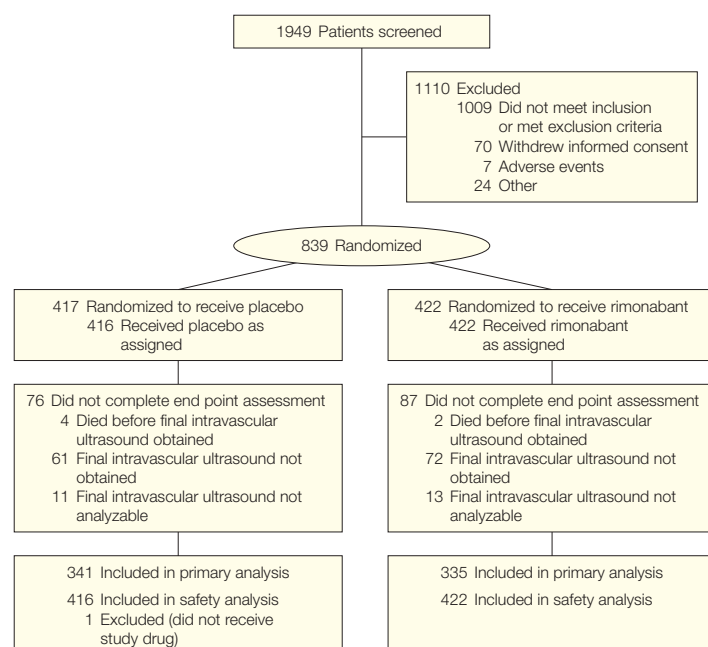 1949 Patients screened
1110 Excluded
1009 Did not meet inclusion
or met exclusion criteria
70 Withdrew informed consent
7 Adverse events
24 Other
839 Randomized
417 Randomized to receive placebo
416 Received placebo as
assigned
422 Randomized to receive rimonabant
422 Received rimonabant
as assigned
76 Did not complete end point assessment
4 Died before final intravascular
ultrasound obtained
61 Final intravascular ultrasound not
obtained
11 Final intravascular ultrasound not
analyzable
87 Did not complete end point assessment
2 Died before final intravascular
ultrasound obtained
72 Final intravascular ultrasound not
obtained
13 Final intravascular ultrasound not
analyzable
341 Included in primary analysis
416 Included in safety analysis
1 Excluded (did not receive
study drug)
335 Included in primary analysis
422 Included in safety analysis